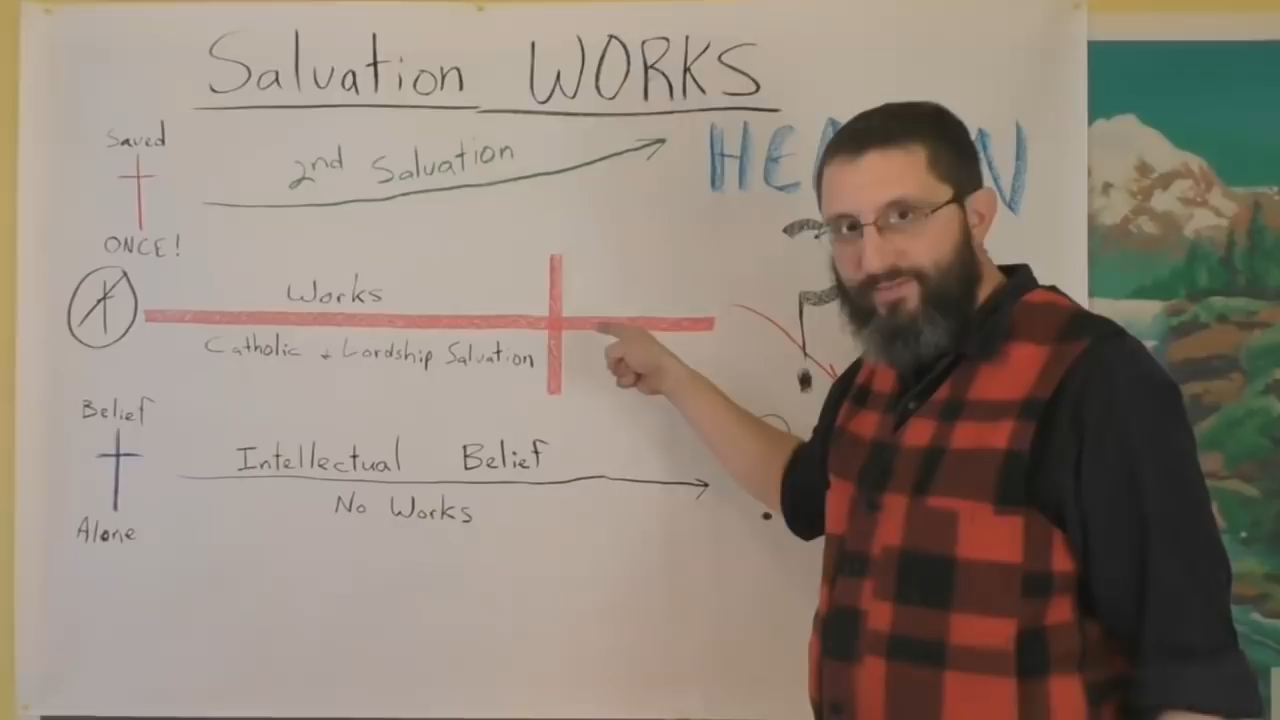 Salvation WORKS
Saved
2nd Salvation
ONCE!
Works
Catholic + Lordship Salvation
Belief
Intellectual Belief
No Works
Alone